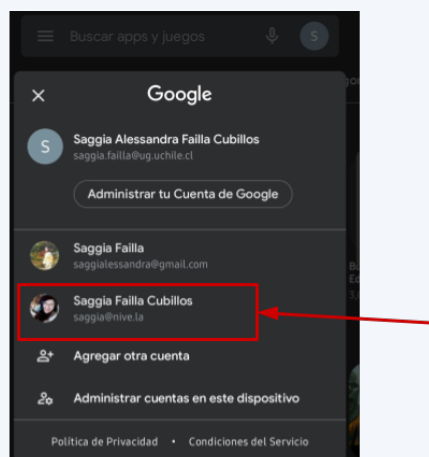 Buscar apps y juegos
S
Google
S
Saggia Alessandra Failla Cubillos
saggia.failla@ug.uchile.cl
Administrar tu Cuenta de Google
Saggia Failla
saggialessandra@gmail.com
Saggia Failla Cubillos
saggia@nive.la
Agregar otra cuenta
Administrar cuentas en este dispositivo
Política de Privacidad • Condiciones del Servicio